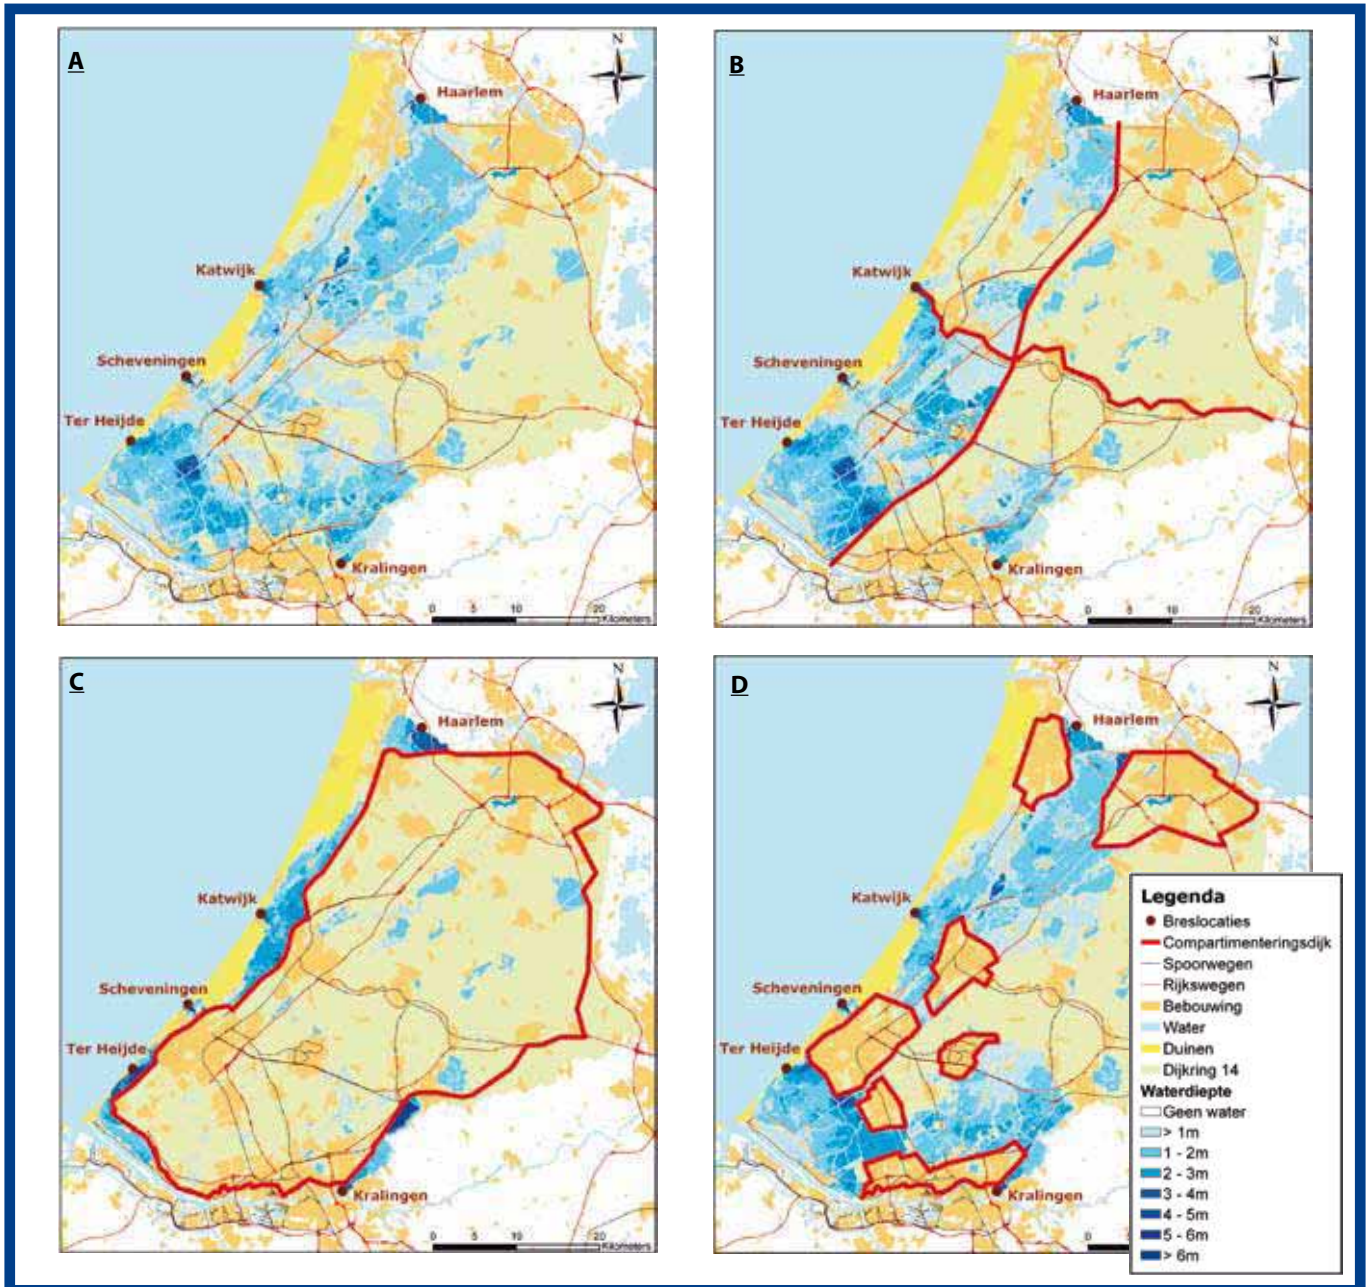 A
N
Haarlem
Katwijk
Scheveningen
Ter Heijde
Kralingen
0 5 10 20
Kilometers
B
N
Haarlem
Katwijk
Scheveningen
Ter Heijde
Kralingen
0 5 10 20
Kilometers
C
N
Haarlem
Katwijk
Scheveningen
Ter Heijde
Kralingen
0 5 10 20
Kilometers
D
N
Haarlem
Katwijk
Scheveningen
Ter Heijde
Kralingen
0 5
Legenda
Breslocaties
Compartimenteringsdijk
Spoorwegen
Rijkswegen
Bebouwing
Water
Duinen
Dijkring 14
Waterdiepte
Geen water
> 1m
1 - 2m
2 - 3m
3 - 4m
4 - 5m
5 - 6m
> 6m